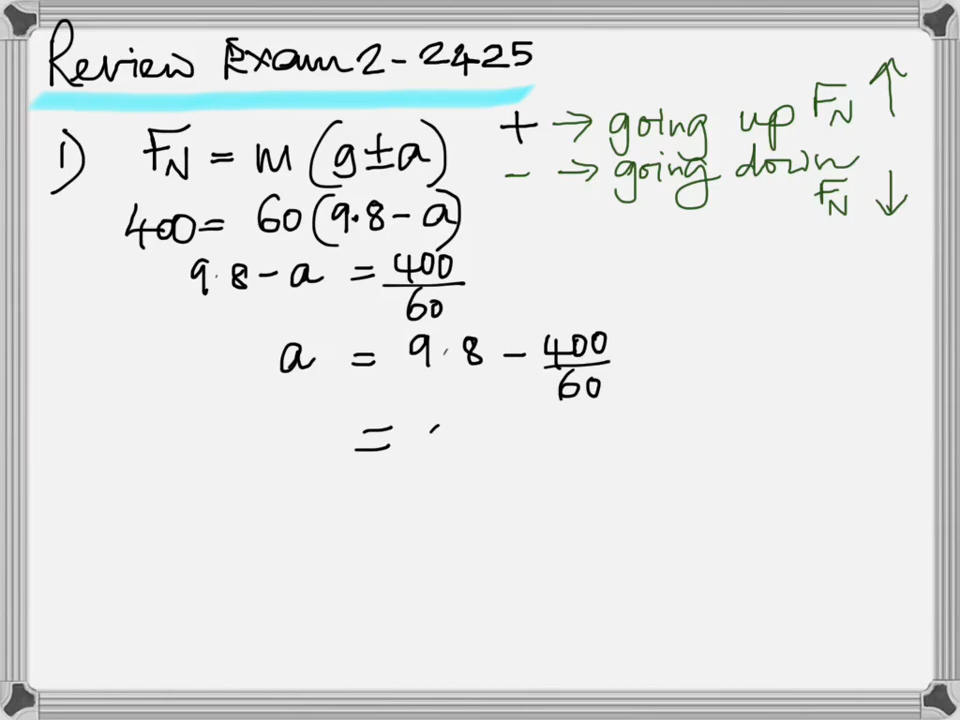 Review Exam 2 - 2425
1) F_N = m (g ± a)
+ → going up F_N ↑
- → going down F_N ↓
400 = 60 (9.8 - a)
9.8 - a = 400/60
a = 9.8 - 400/60
=